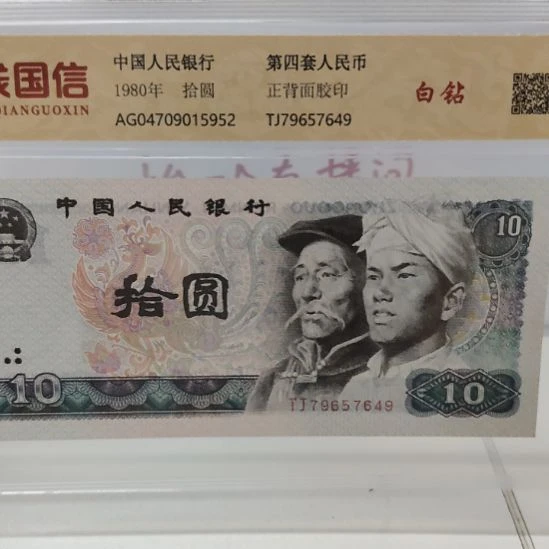 国信
IANGUOXIN
中国人民银行 第四套人民币
1980年 拾圆 正背面胶印
AG04709015952 TJ79657649
白钻
中国人民银行
10
拾圆
10
TJ79657649
10